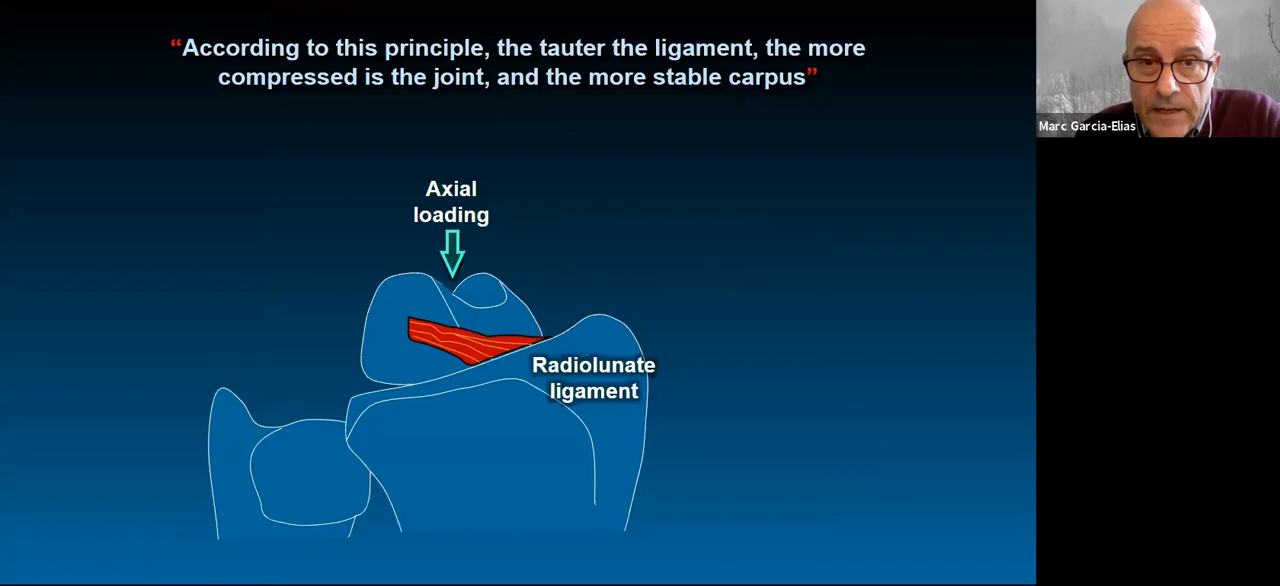 “According to this principle, the tauter the ligament, the more
compressed is the joint, and the more stable carpus”
Marc Garcia-Elias
Axial
loading
Radiolunate
ligament